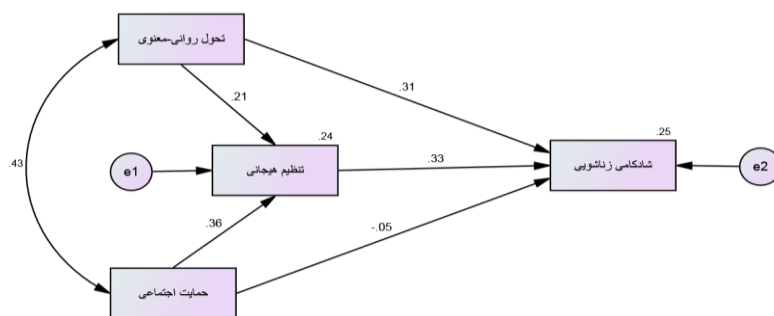 تحول روانی-معنوی
.31
.21
.24
.25
.43
e1
تنظیم هیجانی
.33
شادکامی زناشویی
e2
.36
-.05
حمایت اجتماعی